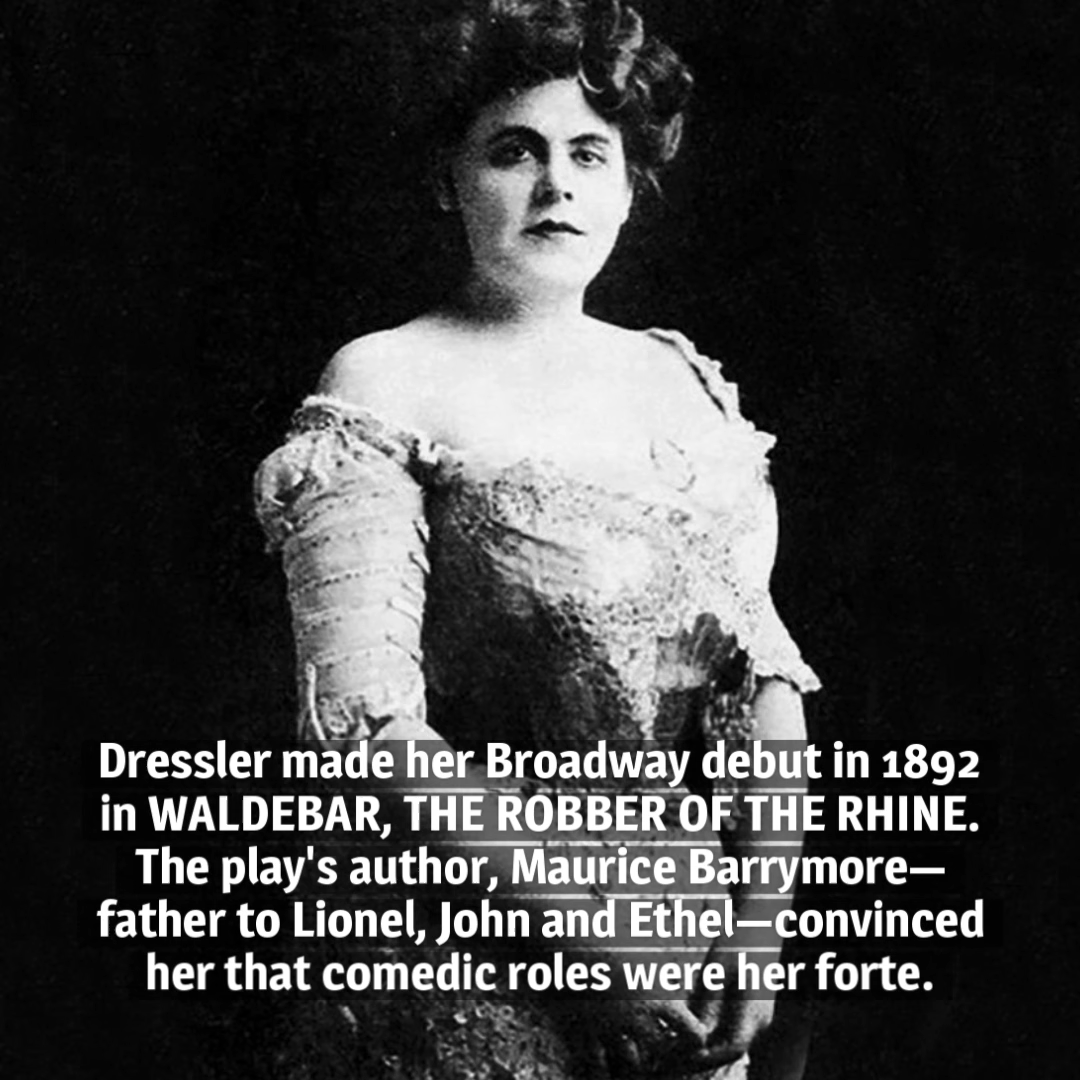 Dressler made her Broadway debut in 1892
in WALDEBAR, THE ROBBER OF THE RHINE.
The play's author, Maurice Barrymore—
father to Lionel, John and Ethel—convinced
her that comedic roles were her forte.